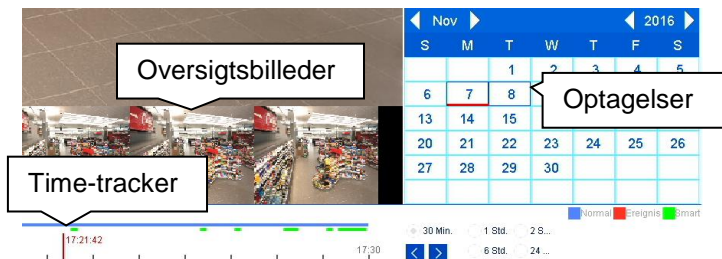 Nov 2016
S M T W T F S
Oversigtsbilleder
1 2 3 4 5
6 7 8
Optagelser
13 14 15
20 21 22 23 24 25 26
Time-tracker
27 28 29 30
Normal Ereignis Smart
17:21:42
17:30
30 Min. 1 Std. 2 S...
6 Std. 24 ...